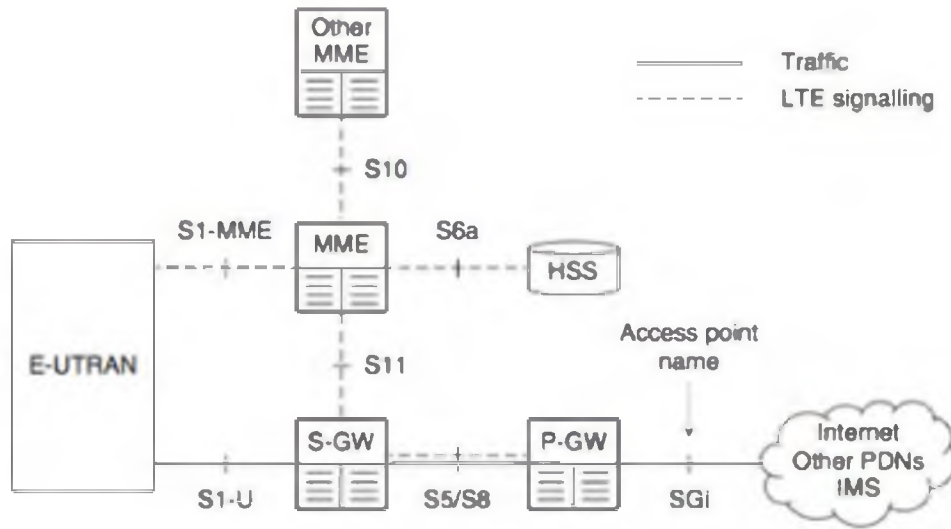 Other
MME
Traffic
LTE signalling
S10
S1-MME
MME
S6a
HSS
E-UTRAN
S11
Access point
name
S-GW
P-GW
Internet
Other PDNs
IMS
S1-U
S5/S8
SGi